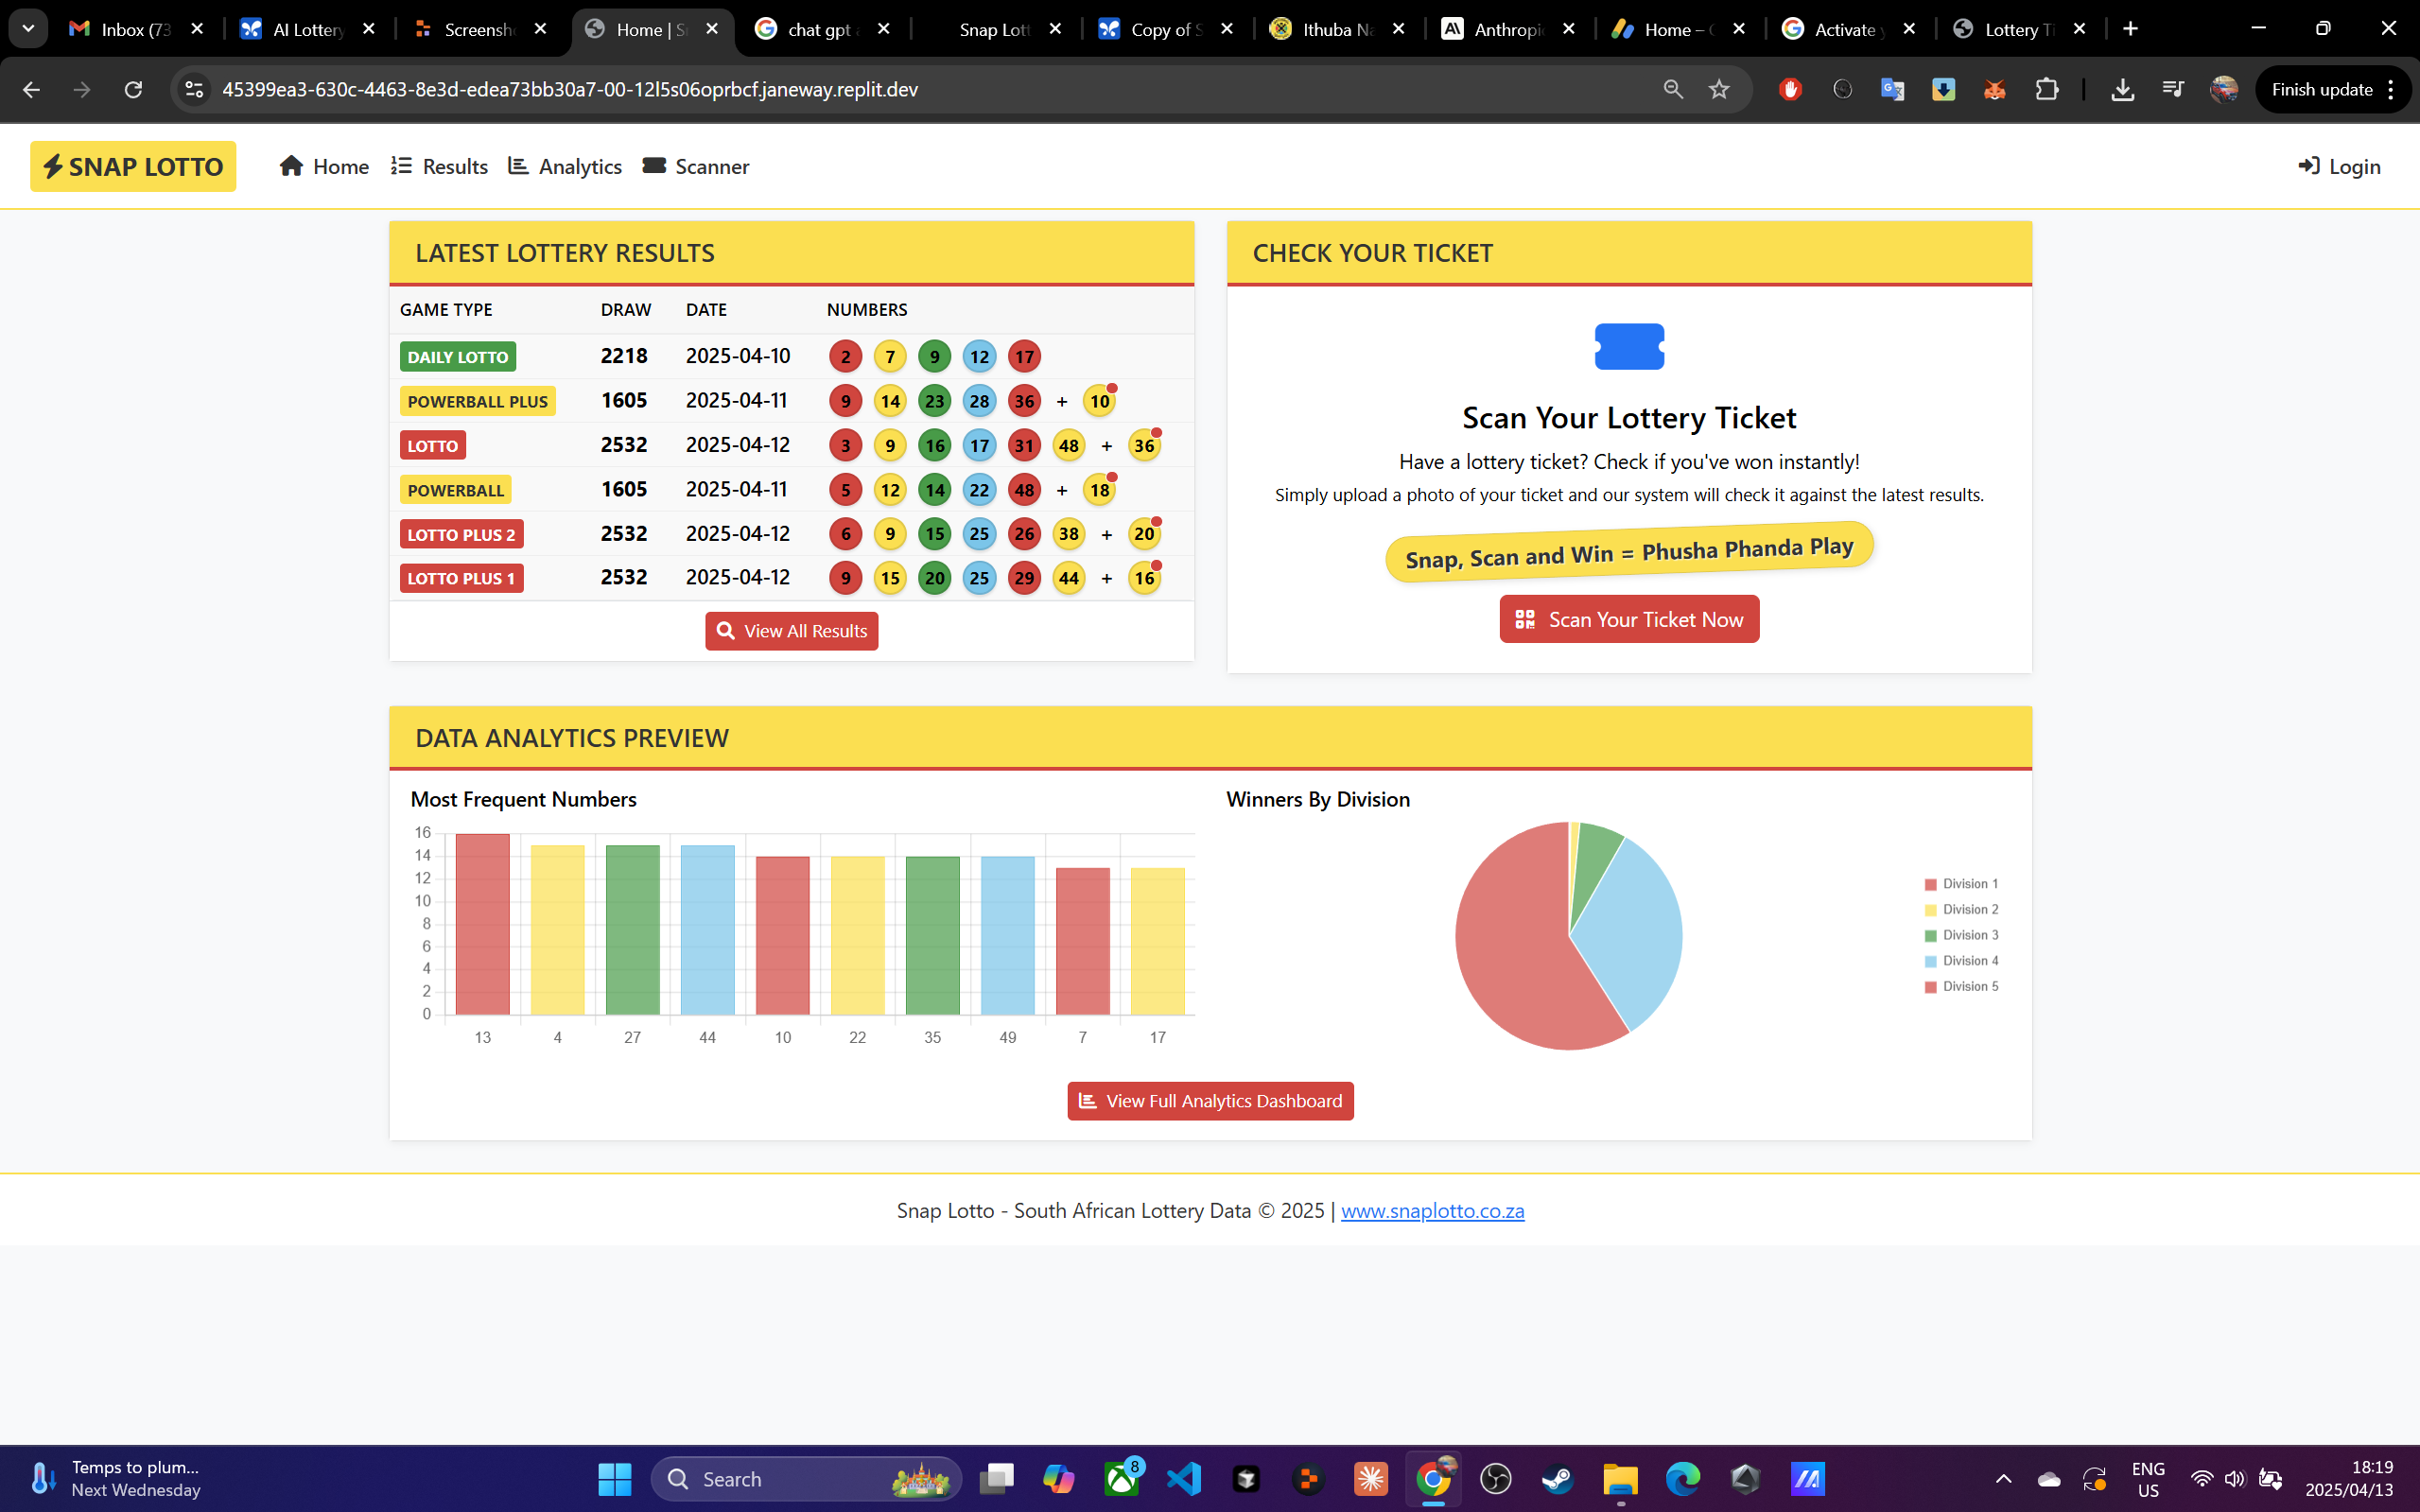 Inbox (73
AI Lottery
Screensh
Home | S
chat gpt
Snap Lott
Copy of S
Ithuba Na
Anthropi
Home –
Activate
Lottery Ti
45399ea3-630c-4463-8e3d-edea73bb30a7-00-12l5s06oprbcf.janeway.replit.dev
Finish update
SNAP LOTTO
Home
Results
Analytics
Scanner
Login
LATEST LOTTERY RESULTS
GAME TYPE DRAW DATE NUMBERS
DAILY LOTTO 2218 2025-04-10 2 7 9 12 17
POWERBALL PLUS 1605 2025-04-11 9 14 23 28 36 + 10
LOTTO 2532 2025-04-12 3 9 16 17 31 48 + 36
POWERBALL 1605 2025-04-11 5 12 14 22 48 + 18
LOTTO PLUS 2 2532 2025-04-12 6 9 15 25 26 38 + 20
LOTTO PLUS 1 2532 2025-04-12 9 15 20 25 29 44 + 16
View All Results
CHECK YOUR TICKET
Scan Your Lottery Ticket
Have a lottery ticket? Check if you've won instantly!
Simply upload a photo of your ticket and our system will check it against the latest results.
Snap, Scan and Win = Phusha Phanda Play
Scan Your Ticket Now
DATA ANALYTICS PREVIEW
Most Frequent Numbers
16
14
12
10
8
6
4
2
0
13 4 27 44 10 22 35 49 7 17
Winners By Division
Division 1
Division 2
Division 3
Division 4
Division 5
View Full Analytics Dashboard
Snap Lotto - South African Lottery Data © 2025 | www.snaplotto.co.za
Temps to plum...
Next Wednesday
Search
8
ENG
US
18:19
2025/04/13